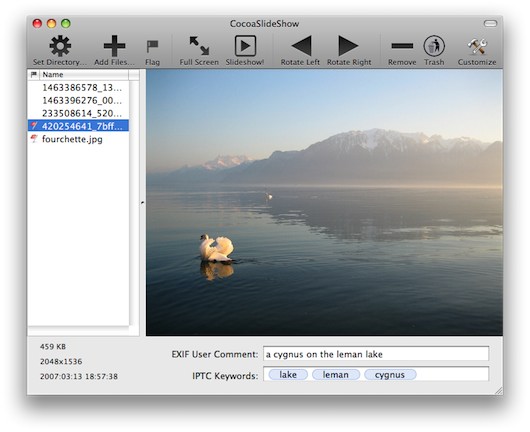 CocoaSlideShow
Set Directory... Add Files... Flag Full Screen Slideshow! Rotate Left Rotate Right Remove Trash Customize
Name
1463386578_13...
1463396276_00...
233508614_520...
420254641_7bff...
fourchette.jpg
459 KB
2048x1536
2007:03:13 18:57:38
EXIF User Comment: a cygnus on the leman lake
IPTC Keywords: lake leman cygnus